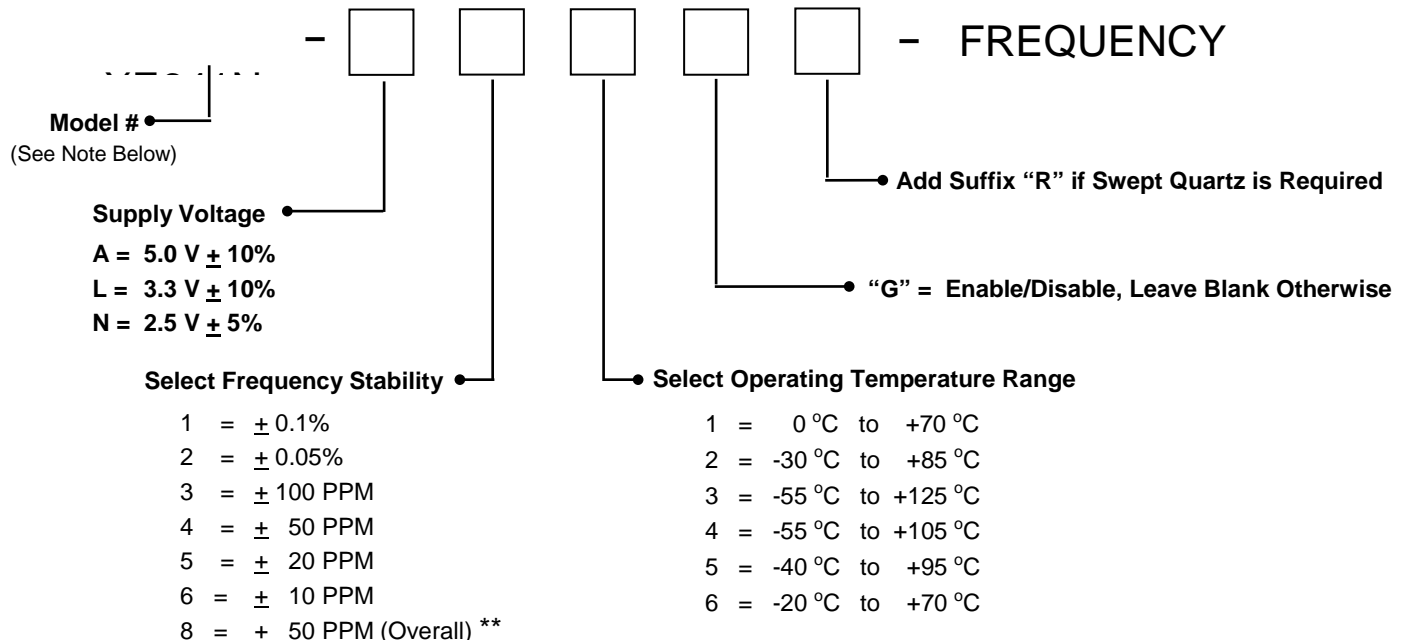 – – FREQUENCY
Model #
(See Note Below)
Add Suffix “R” if Swept Quartz is Required
Supply Voltage
A = 5.0 V ± 10%
L = 3.3 V ± 10%
N = 2.5 V ± 5%
“G” = Enable/Disable, Leave Blank Otherwise
Select Frequency Stability
1 = ± 0.1%
2 = ± 0.05%
3 = ± 100 PPM
4 = ± 50 PPM
5 = ± 20 PPM
6 = ± 10 PPM
8 = + 50 PPM (Overall) **
Select Operating Temperature Range
1 = 0 °C to +70 °C
2 = -30 °C to +85 °C
3 = -55 °C to +125 °C
4 = -55 °C to +105 °C
5 = -40 °C to +95 °C
6 = -20 °C to +70 °C